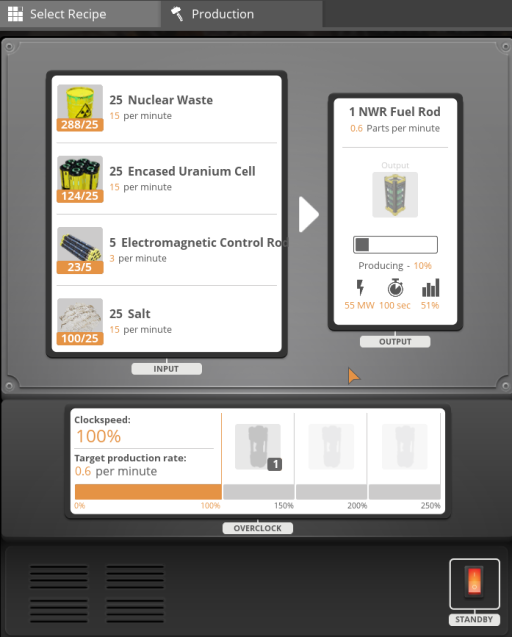 Select Recipe
Production
25 Nuclear Waste
15 per minute
288/25
25 Encased Uranium Cell
15 per minute
124/25
5 Electromagnetic Control Rod
3 per minute
23/5
25 Salt
15 per minute
100/25
INPUT
1 NWR Fuel Rod
0.6 Parts per minute
Output
Producing - 10%
55 MW 100 sec 51%
OUTPUT
Clockspeed:
100%
Target production rate:
0.6 per minute
1
0% 100% 150% 200% 250%
OVERCLOCK
STANDBY